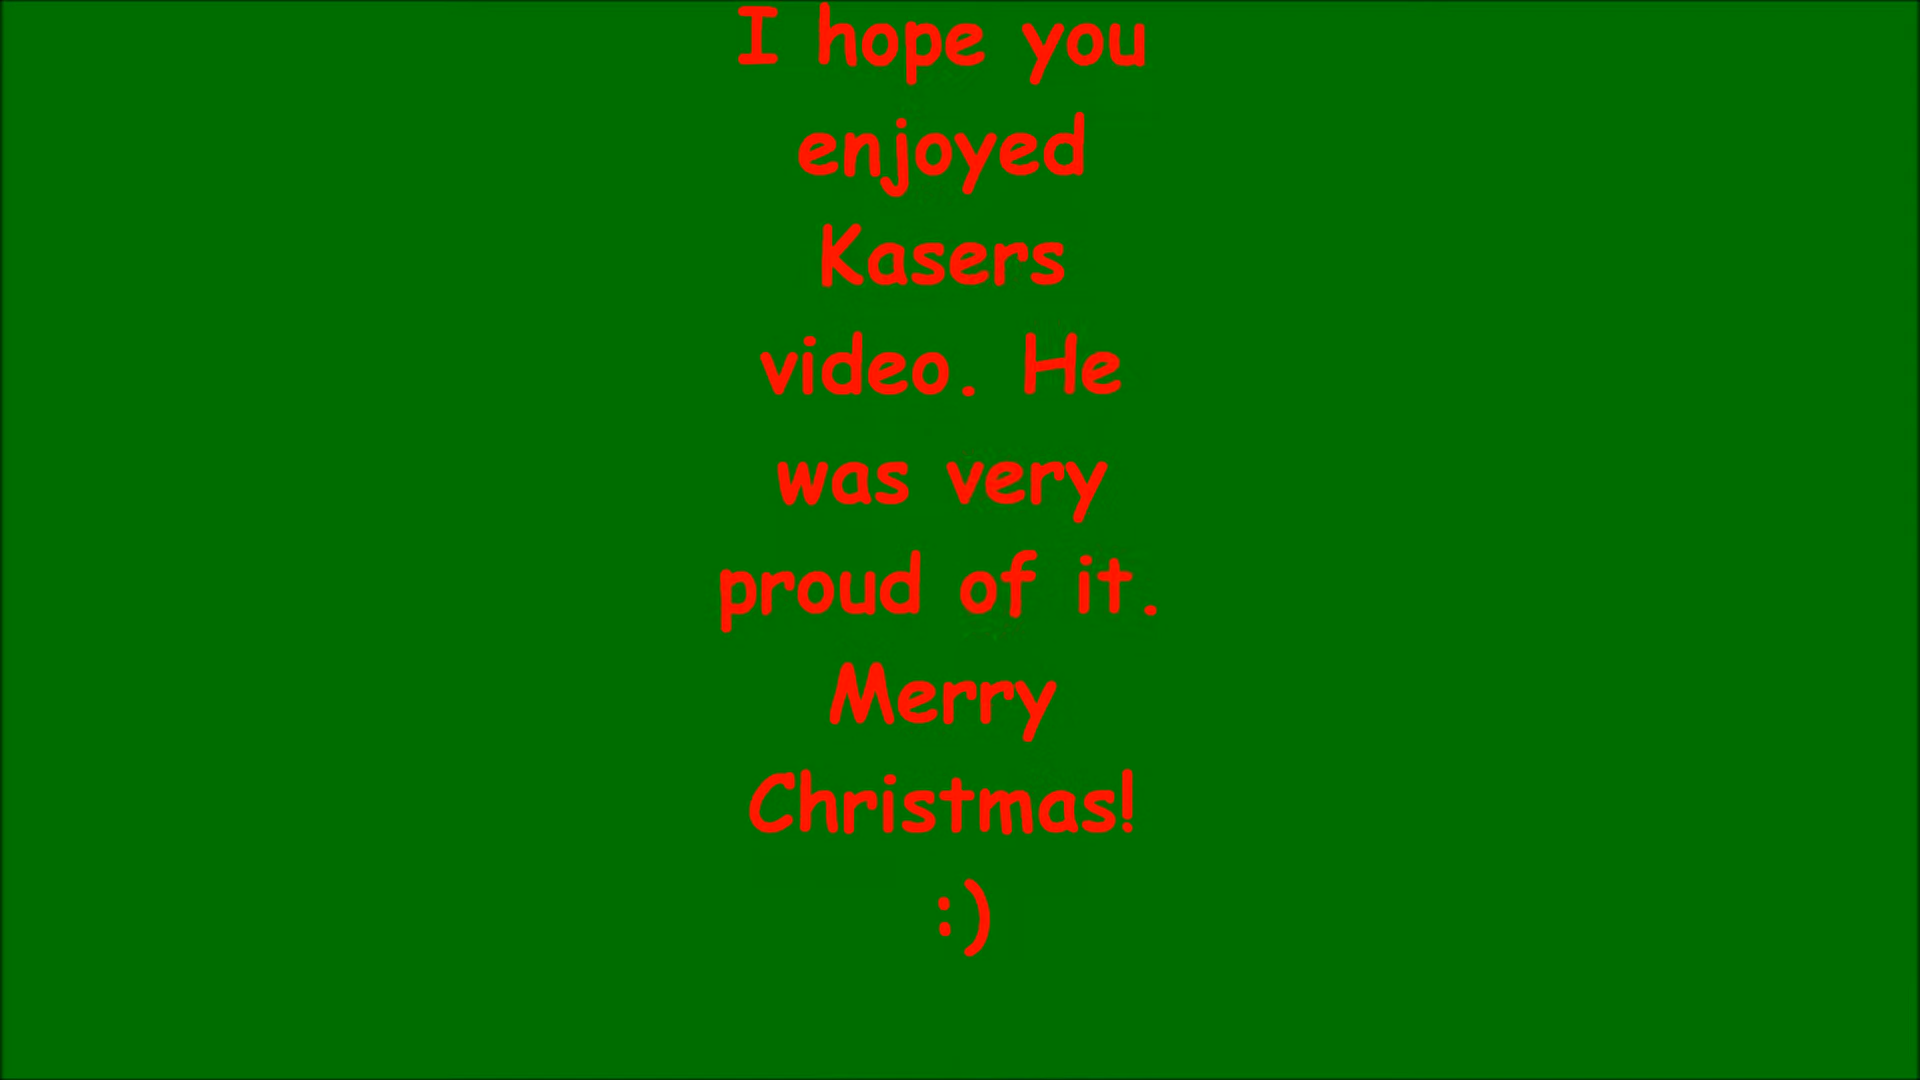 I hope you
enjoyed
Kasers
video. He
was very
proud of it.
Merry
Christmas!
:)